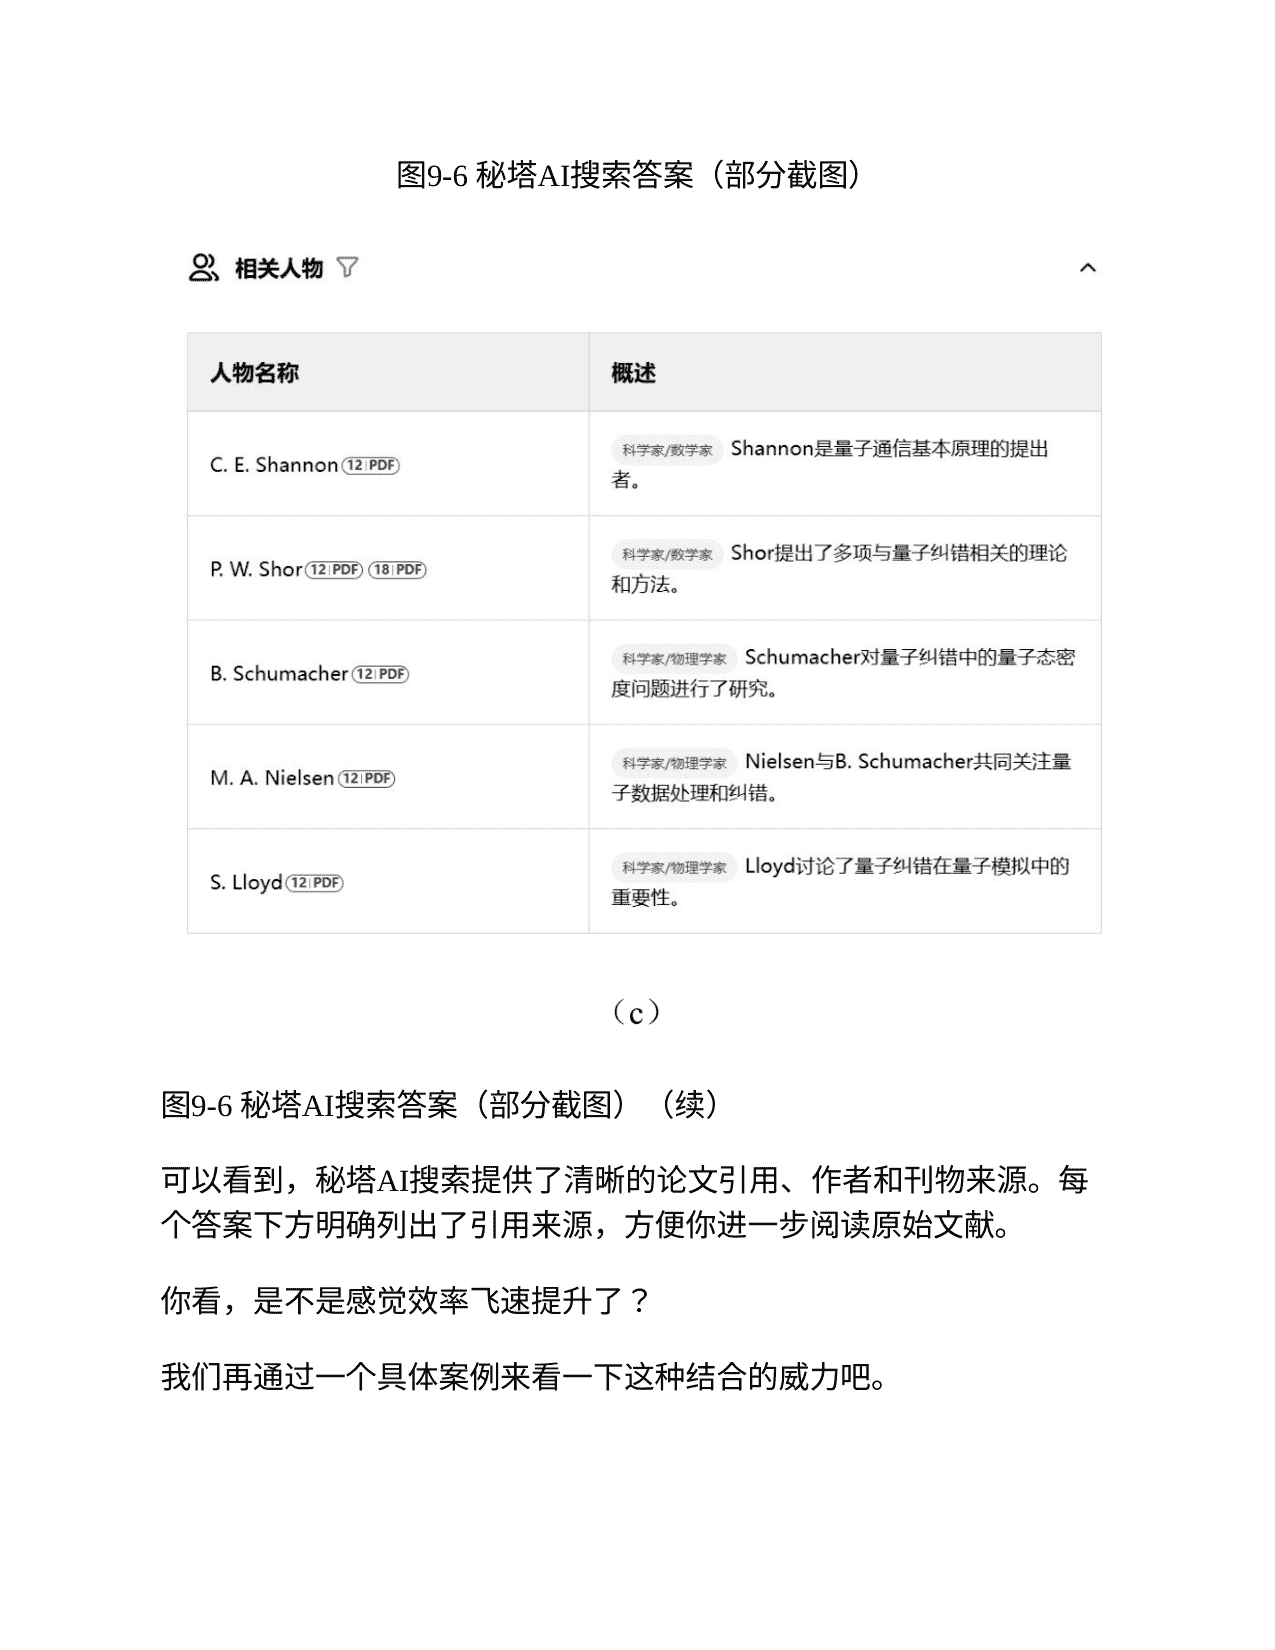 图9-6 秘塔AI搜索答案（部分截图）
相关人物
人物名称 概述
C. E. Shannon 12|PDF 科学家/数学家 Shannon是量子通信基本原理的提出
者。
P. W. Shor 12|PDF 18|PDF 科学家/数学家 Shor提出了多项与量子纠错相关的理论
和方法。
B. Schumacher 12|PDF 科学家/物理学家 Schumacher对量子纠错中的量子态密
度问题进行了研究。
M. A. Nielsen 12|PDF 科学家/物理学家 Nielsen与B. Schumacher共同关注量
子数据处理和纠错。
S. Lloyd 12|PDF 科学家/物理学家 Lloyd讨论了量子纠错在量子模拟中的
重要性。
（c）
图9-6 秘塔AI搜索答案（部分截图）（续）
可以看到，秘塔AI搜索提供了清晰的论文引用、作者和刊物来源。每
个答案下方明确列出了引用来源，方便你进一步阅读原始文献。
你看，是不是感觉效率飞速提升了？
我们再通过一个具体案例来看一下这种结合的威力吧。